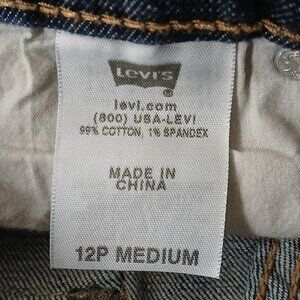 Levi's
levi.com
(800) USA-LEVI
99% COTTON, 1% SPANDEX
MADE IN
CHINA
12P MEDIUM